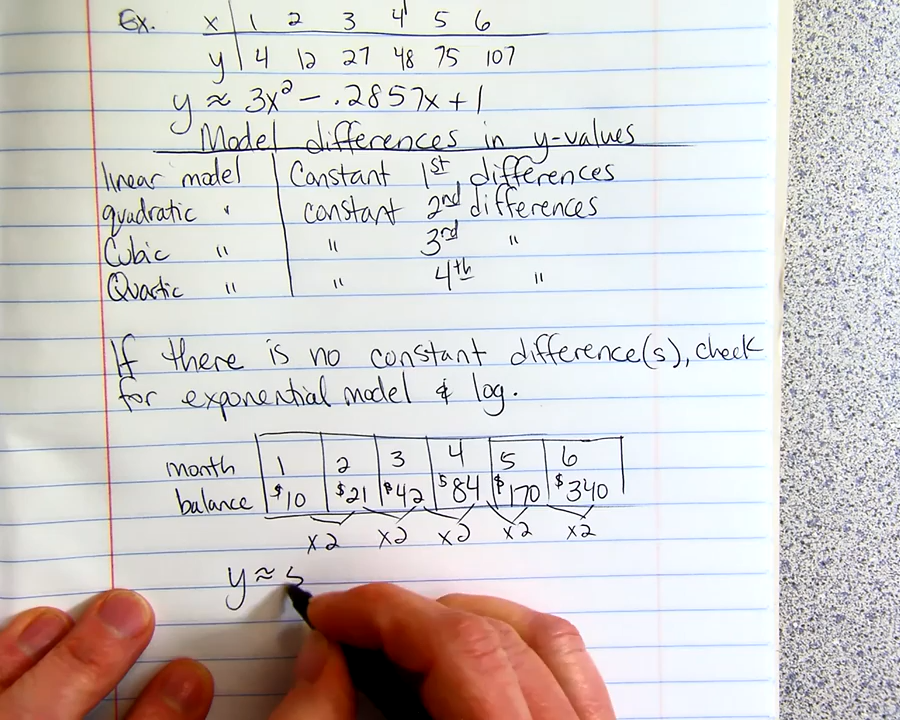 Ex. x 1 2 3 4 5 6
y 4 12 27 48 75 107
y ≈ 3x² - .2857x + 1
Model differences in y-values
linear model Constant 1st differences
quadratic " constant 2nd differences
Cubic " " 3rd "
Quartic " " 4th "
If there is no constant difference(s), check
for exponential model & log.
month 1 2 3 4 5 6
balance $10 $21 $42 $84 $170 $340
x2 x2 x2 x2 x2
y ≈ 5